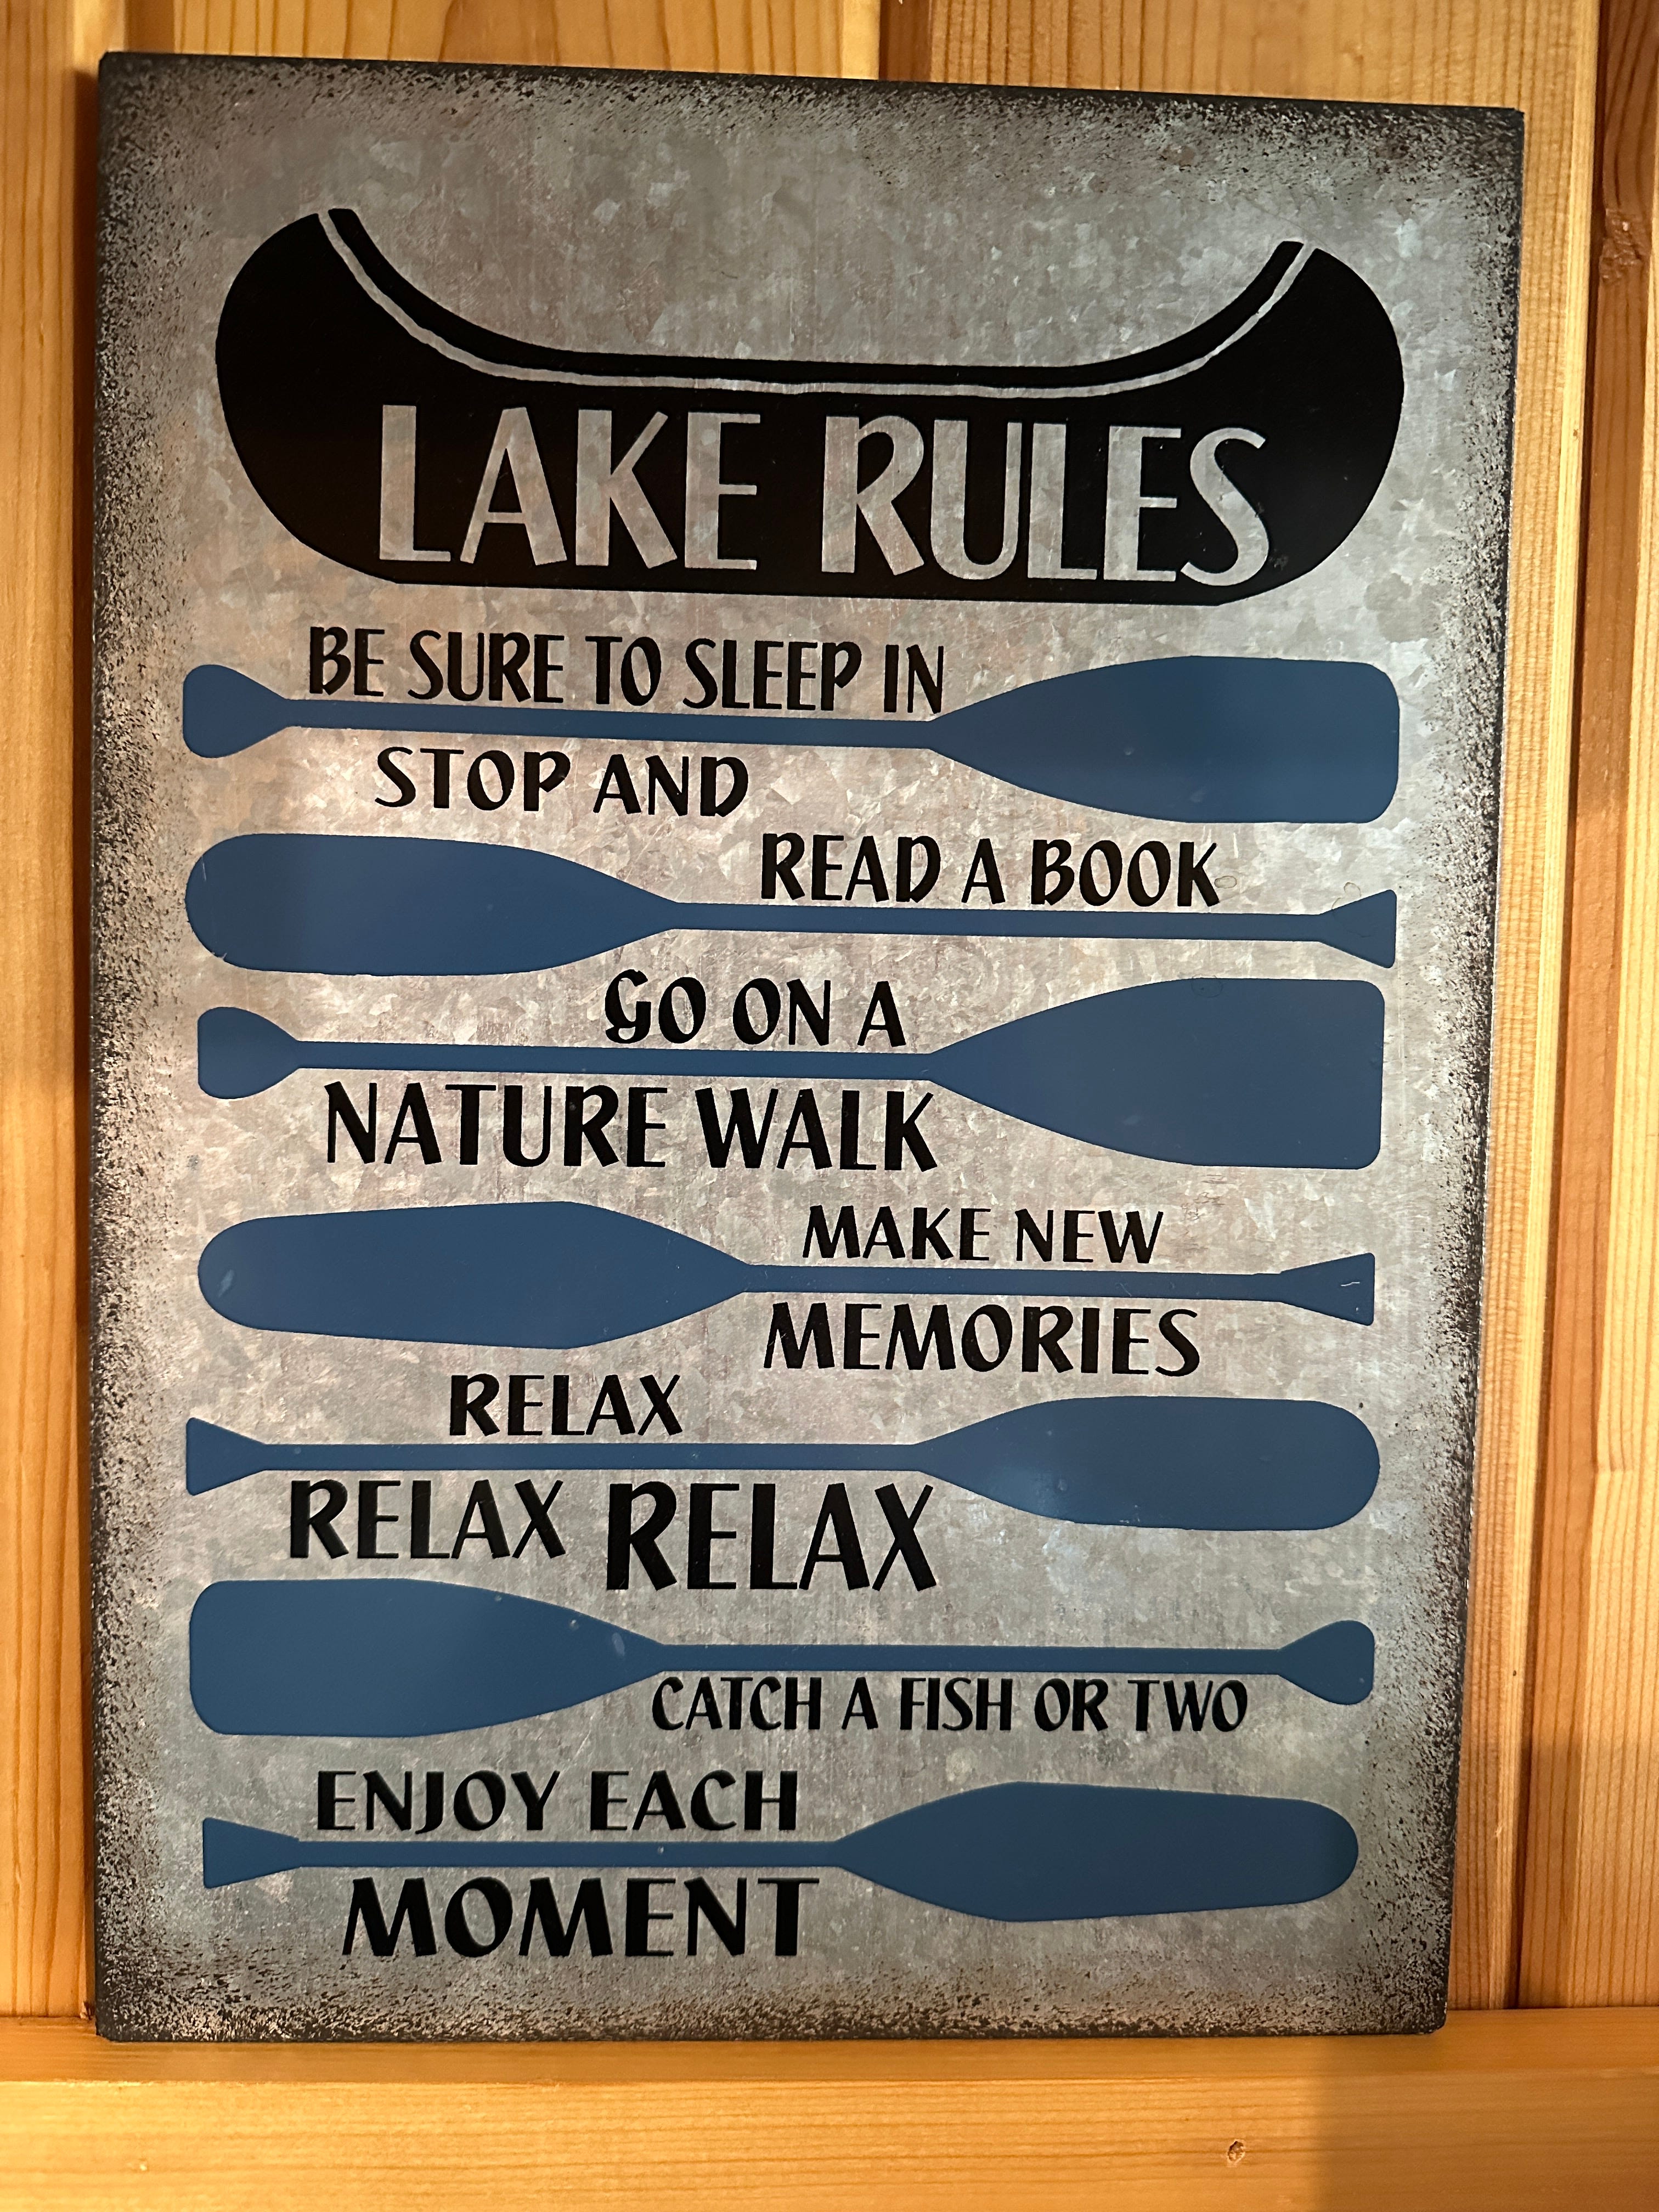 LAKE RULES
BE SURE TO SLEEP IN
STOP AND
READ A BOOK
GO ON A
NATURE WALK
MAKE NEW
MEMORIES
RELAX
RELAX RELAX
CATCH A FISH OR TWO
ENJOY EACH
MOMENT